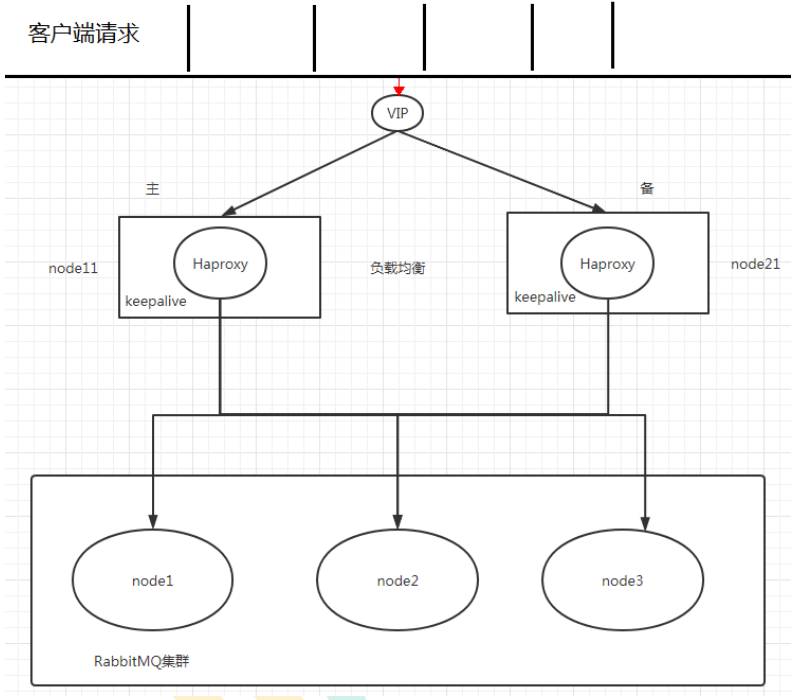 客户端请求
VIP
主
备
node11
Haproxy
keepalive
负载均衡
Haproxy
keepalive
node21
node1
node2
node3
RabbitMQ集群